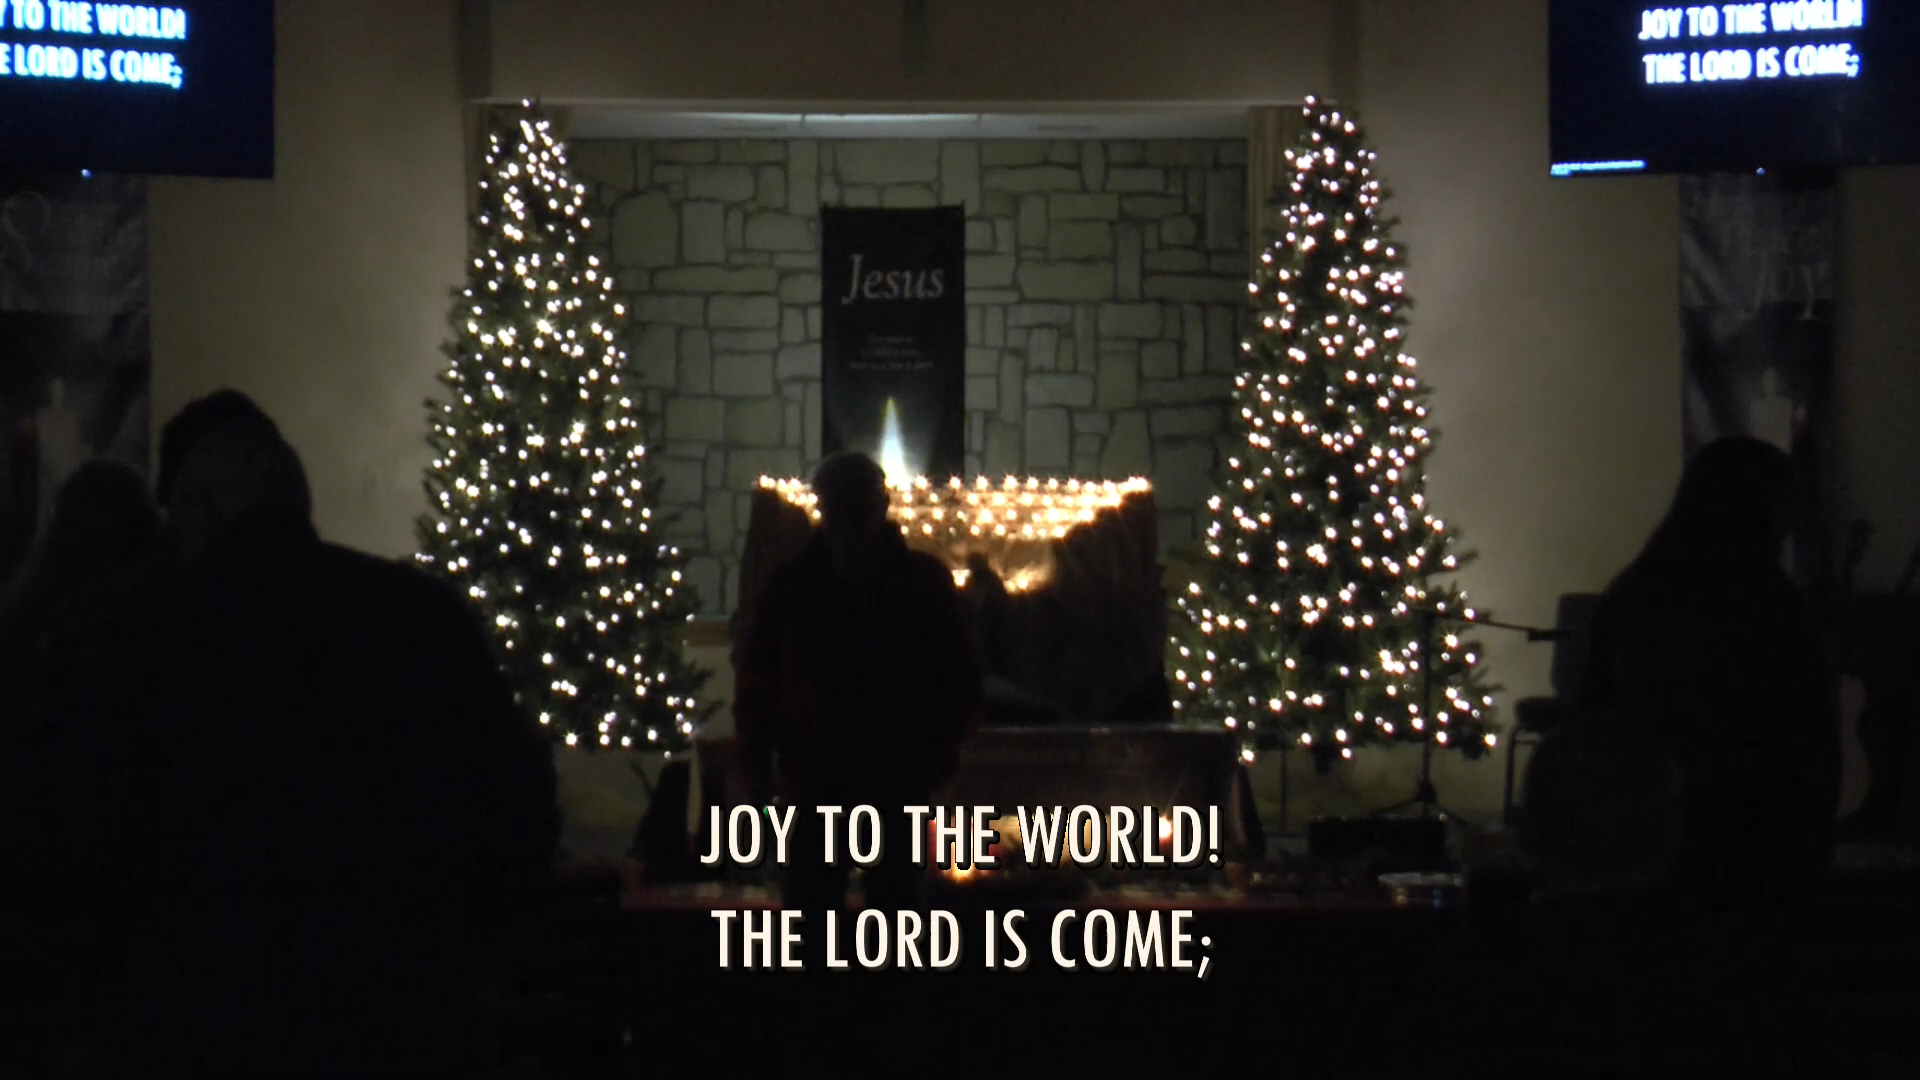 Y TO THE WORLD!
E LORD IS COME;
JOY TO THE WORLD!
THE LORD IS COME;
Jesus
Joy
JOY TO THE WORLD!
THE LORD IS COME;